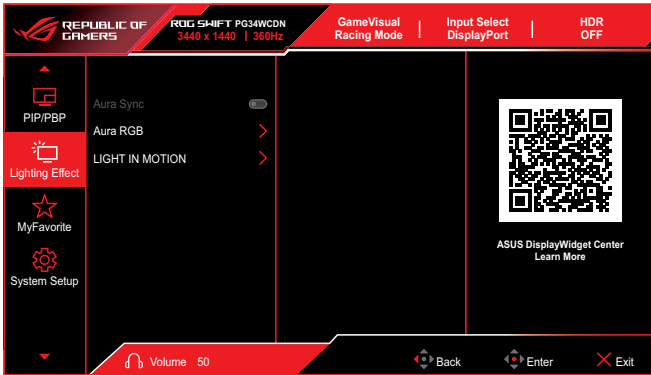 REPUBLIC OF
GAMERS
ROG SWIFT PG34WCDN
3440 x 1440 | 360Hz
GameVisual
Racing Mode
Input Select
DisplayPort
HDR
OFF
PIP/PBP
Lighting Effect
MyFavorite
System Setup
Aura Sync
Aura RGB
LIGHT IN MOTION
ASUS DisplayWidget Center
Learn More
Volume 50
Back
Enter
Exit